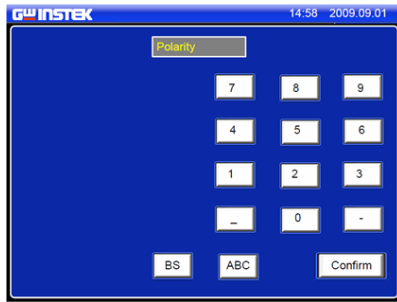 GW INSTEK 14:58 2009.09.01
Polarity
7 8 9
4 5 6
1 2 3
_ 0 -
BS ABC Confirm